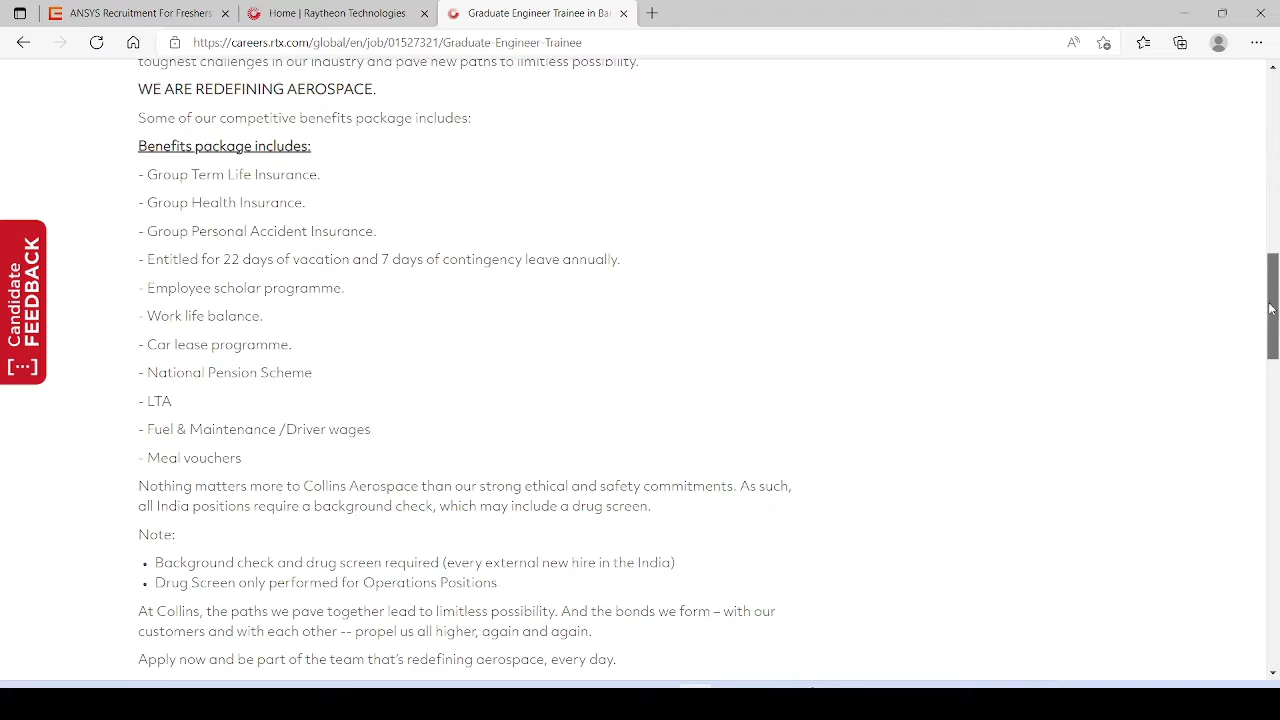 ANSYS Recruitment For Freshers
Home | Raytheon Technologies
Graduate Engineer Trainee in Ba
https://careers.rtx.com/global/en/job/01527321/Graduate-Engineer-Trainee
toughest challenges in our industry and pave new paths to limitless possibility.
WE ARE REDEFINING AEROSPACE.
Some of our competitive benefits package includes:
Benefits package includes:
- Group Term Life Insurance.
- Group Health Insurance.
- Group Personal Accident Insurance.
- Entitled for 22 days of vacation and 7 days of contingency leave annually.
- Employee scholar programme.
- Work life balance.
- Car lease programme.
- National Pension Scheme
- LTA
- Fuel & Maintenance /Driver wages
- Meal vouchers
Nothing matters more to Collins Aerospace than our strong ethical and safety commitments. As such,
all India positions require a background check, which may include a drug screen.
Note:
• Background check and drug screen required (every external new hire in the India)
• Drug Screen only performed for Operations Positions
At Collins, the paths we pave together lead to limitless possibility. And the bonds we form – with our
customers and with each other -- propel us all higher, again and again.
Apply now and be part of the team that's redefining aerospace, every day.
Candidate
FEEDBACK
[···]